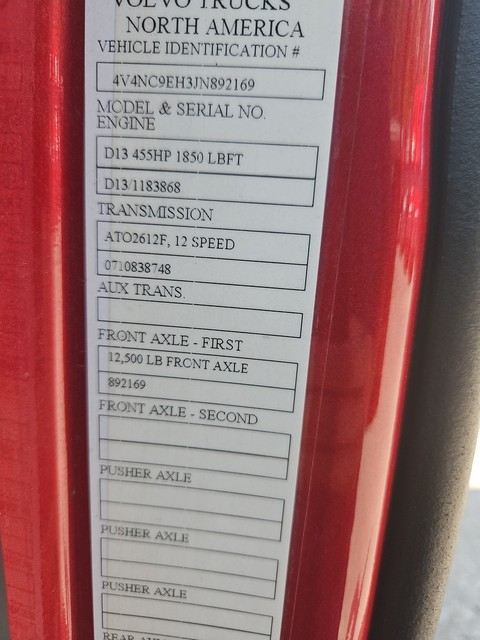 VOLVO TRUCKS
NORTH AMERICA
VEHICLE IDENTIFICATION #
4V4NC9EH3JN892169
MODEL & SERIAL NO.
ENGINE
D13 455HP 1850 LBFT
D13/1183868
TRANSMISSION
ATO2612F, 12 SPEED
0710838748
AUX TRANS.
FRONT AXLE - FIRST
12,500 LB FRONT AXLE
892169
FRONT AXLE - SECOND
PUSHER AXLE
PUSHER AXLE
PUSHER AXLE
REAR